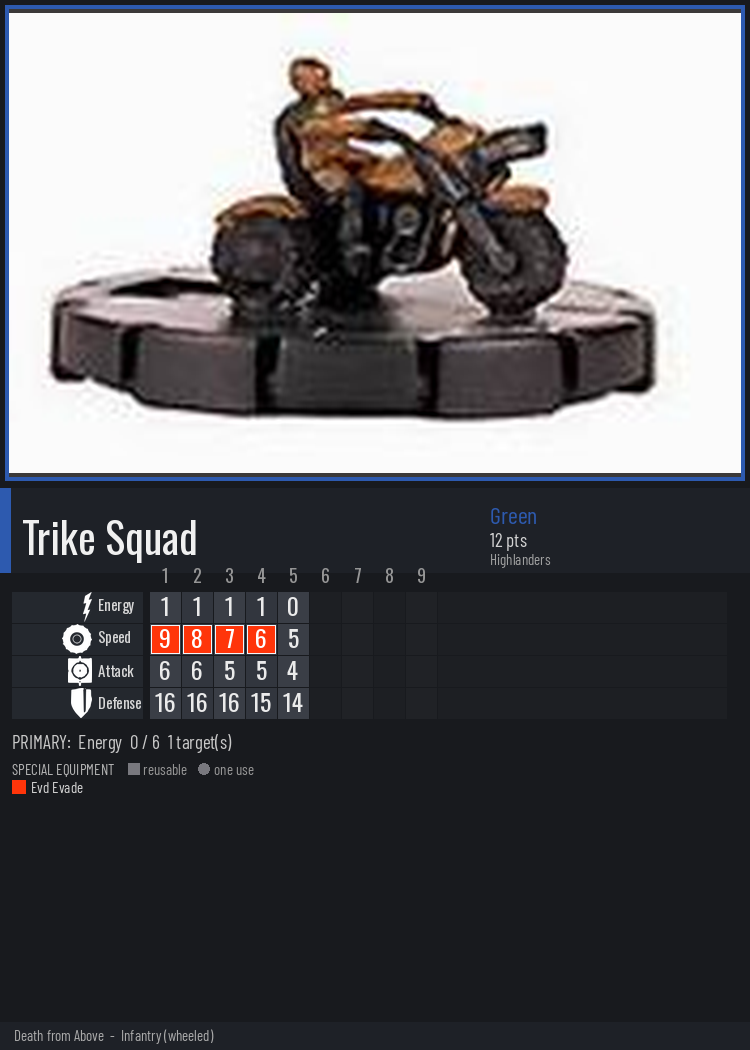 Trike Squad
Green
12 pts
Highlanders
1 2 3 4 5 6 7 8 9
Energy 1 1 1 1 0
Speed 9 8 7 6 5
Attack 6 6 5 5 4
Defense 16 16 16 15 14
PRIMARY: Energy 0 / 6 1 target(s)
SPECIAL EQUIPMENT reusable one use
Evd Evade
Death from Above - Infantry (wheeled)